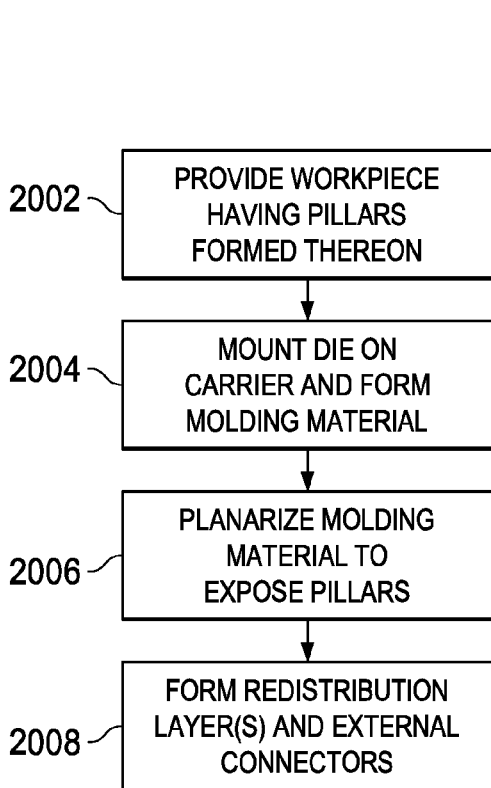 2002
PROVIDE WORKPIECE
HAVING PILLARS
FORMED THEREON
2004
MOUNT DIE ON
CARRIER AND FORM
MOLDING MATERIAL
2006
PLANARIZE MOLDING
MATERIAL TO
EXPOSE PILLARS
2008
FORM REDISTRIBUTION
LAYER(S) AND EXTERNAL
CONNECTORS